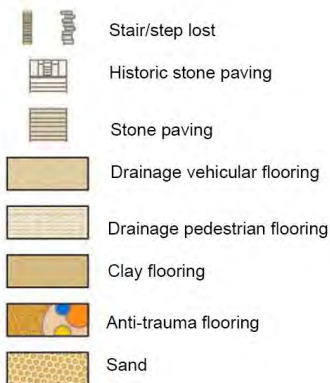 Stair/step lost
Historic stone paving
Stone paving
Drainage vehicular flooring
Drainage pedestrian flooring
Clay flooring
Anti-trauma flooring
Sand